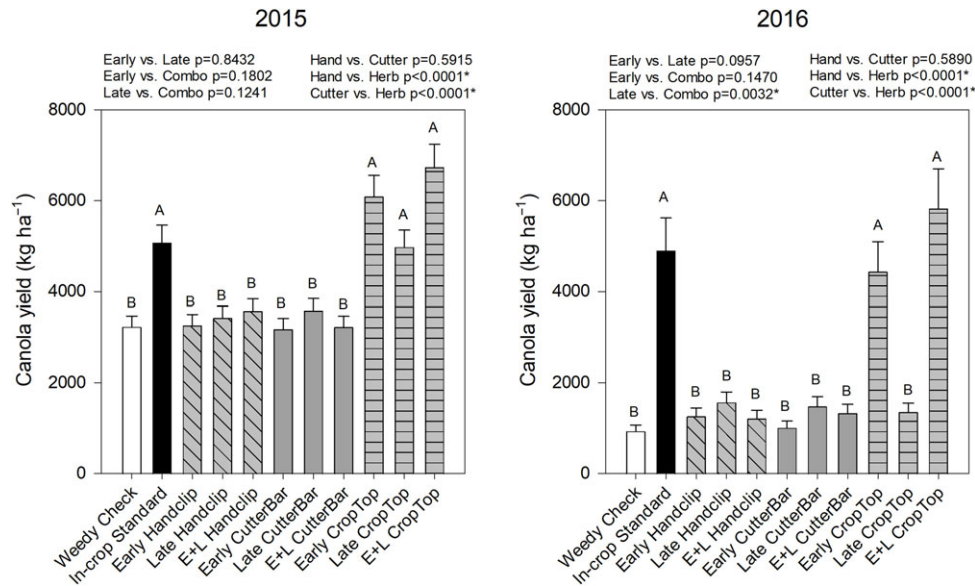 2015
Early vs. Late p=0.8432
Early vs. Combo p=0.1802
Late vs. Combo p=0.1241
Hand vs. Cutter p=0.5915
Hand vs. Herb p<0.0001*
Cutter vs. Herb p<0.0001*
Canola yield (kg ha⁻¹)
8000
6000
4000
2000
0
B
A
B
B
B
B
B
B
A
A
A
Weedy Check
In-crop Standard
Early Handclip
Late Handclip
E+L Handclip
Early CutterBar
Late CutterBar
E+L CutterBar
Early CropTop
Late CropTop
E+L CropTop
2016
Early vs. Late p=0.0957
Early vs. Combo p=0.1470
Late vs. Combo p=0.0032*
Hand vs. Cutter p=0.5890
Hand vs. Herb p<0.0001*
Cutter vs. Herb p<0.0001*
Canola yield (kg ha⁻¹)
8000
6000
4000
2000
0
B
A
B
B
B
B
B
B
A
B
A
Weedy Check
In-crop Standard
Early Handclip
Late Handclip
E+L Handclip
Early CutterBar
Late CutterBar
E+L CutterBar
Early CropTop
Late CropTop
E+L CropTop